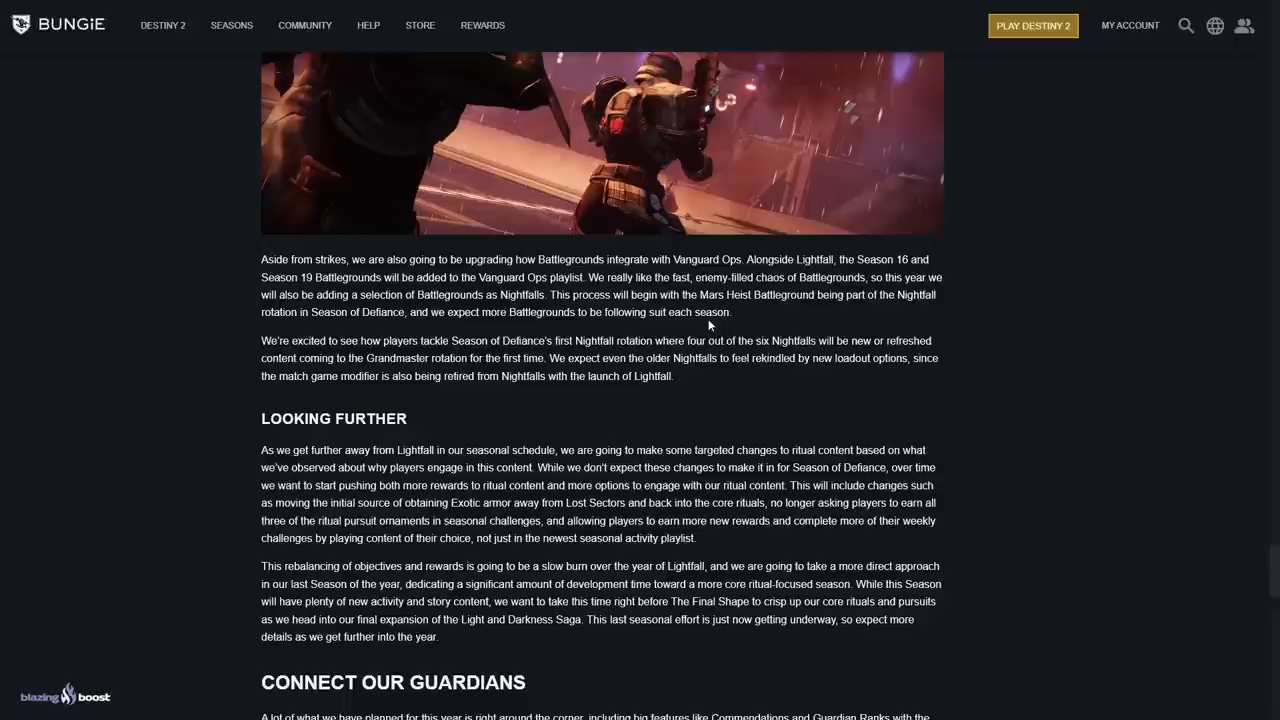 BUNGiE DESTINY 2 SEASONS COMMUNITY HELP STORE REWARDS PLAY DESTINY 2 MY ACCOUNT
Aside from strikes, we are also going to be upgrading how Battlegrounds integrate with Vanguard Ops. Alongside Lightfall, the Season 16 and
Season 19 Battlegrounds will be added to the Vanguard Ops playlist. We really like the fast, enemy-filled chaos of Battlegrounds, so this year we
will also be adding a selection of Battlegrounds as Nightfalls. This process will begin with the Mars Heist Battleground being part of the Nightfall
rotation in Season of Defiance, and we expect more Battlegrounds to be following suit each season.
We're excited to see how players tackle Season of Defiance's first Nightfall rotation where four out of the six Nightfalls will be new or refreshed
content coming to the Grandmaster rotation for the first time. We expect even the older Nightfalls to feel rekindled by new loadout options, since
the match game modifier is also being retired from Nightfalls with the launch of Lightfall.
LOOKING FURTHER
As we get further away from Lightfall in our seasonal schedule, we are going to make some targeted changes to ritual content based on what
we've observed about why players engage in this content. While we don't expect these changes to make it in for Season of Defiance, over time
we want to start pushing both more rewards to ritual content and more options to engage with our ritual content. This will include changes such
as moving the initial source of obtaining Exotic armor away from Lost Sectors and back into the core rituals, no longer asking players to earn all
three of the ritual pursuit ornaments in seasonal challenges, and allowing players to earn more new rewards and complete more of their weekly
challenges by playing content of their choice, not just in the newest seasonal activity playlist.
This rebalancing of objectives and rewards is going to be a slow burn over the year of Lightfall, and we are going to take a more direct approach
in our last Season of the year, dedicating a significant amount of development time toward a more core ritual-focused season. While this Season
will have plenty of new activity and story content, we want to take this time right before The Final Shape to crisp up our core rituals and pursuits
as we head into our final expansion of the Light and Darkness Saga. This last seasonal effort is just now getting underway, so expect more
details as we get further into the year.
CONNECT OUR GUARDIANS
blazing boost
A lot of what we have planned for this year is right around the corner, including big features like Commendations and Guardian Ranks with the